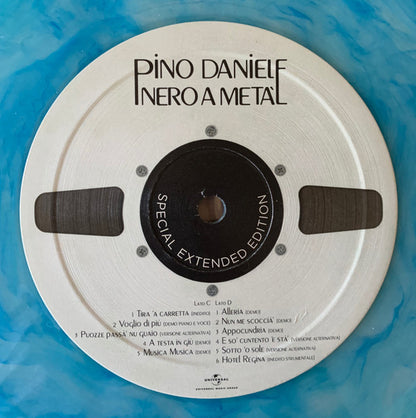 PINO DANIELE
NERO A METÀ
SPECIAL EXTENDED EDITION
LATO C
1 TIRA 'A CARRETTA [INEDITO]
2 VOGLIO DI PIÙ [DEMO PIANO E VOCE]
3 PUOZZE PASSÀ 'NU GUAIO [VERSIONE ALTERNATIVA]
4 A TESTA IN GIÙ [DEMO]
5 MUSICA MUSICA [DEMO]
LATO D
1 ALLERIA [DEMO]
2 NUN ME SCOCCIÀ [DEMO]
3 APPOCUNDRIA [DEMO]
4 E SO' CUNTENTO 'E STÀ [VERSIONE ALTERNATIVA]
5 SOTTO 'O SOLE [VERSIONE ALTERNATIVA]
6 HOTEL REGINA [INEDITO STRUMENTALE]
UNIVERSAL
UNIVERSAL MUSIC GROUP